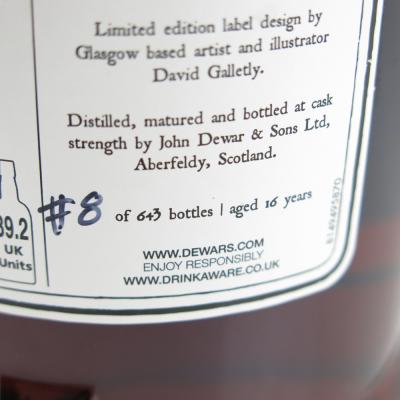 Limited edition label design by
Glasgow based artist and illustrator
David Galletly.
Distilled, matured and bottled at cask
strength by John Dewar & Sons Ltd,
Aberfeldy, Scotland.
#8 of 643 bottles | aged 16 years
39.2
UK
Units
WWW.DEWARS.COM
ENJOY RESPONSIBLY
WWW.DRINKAWARE.CO.UK
8149495870